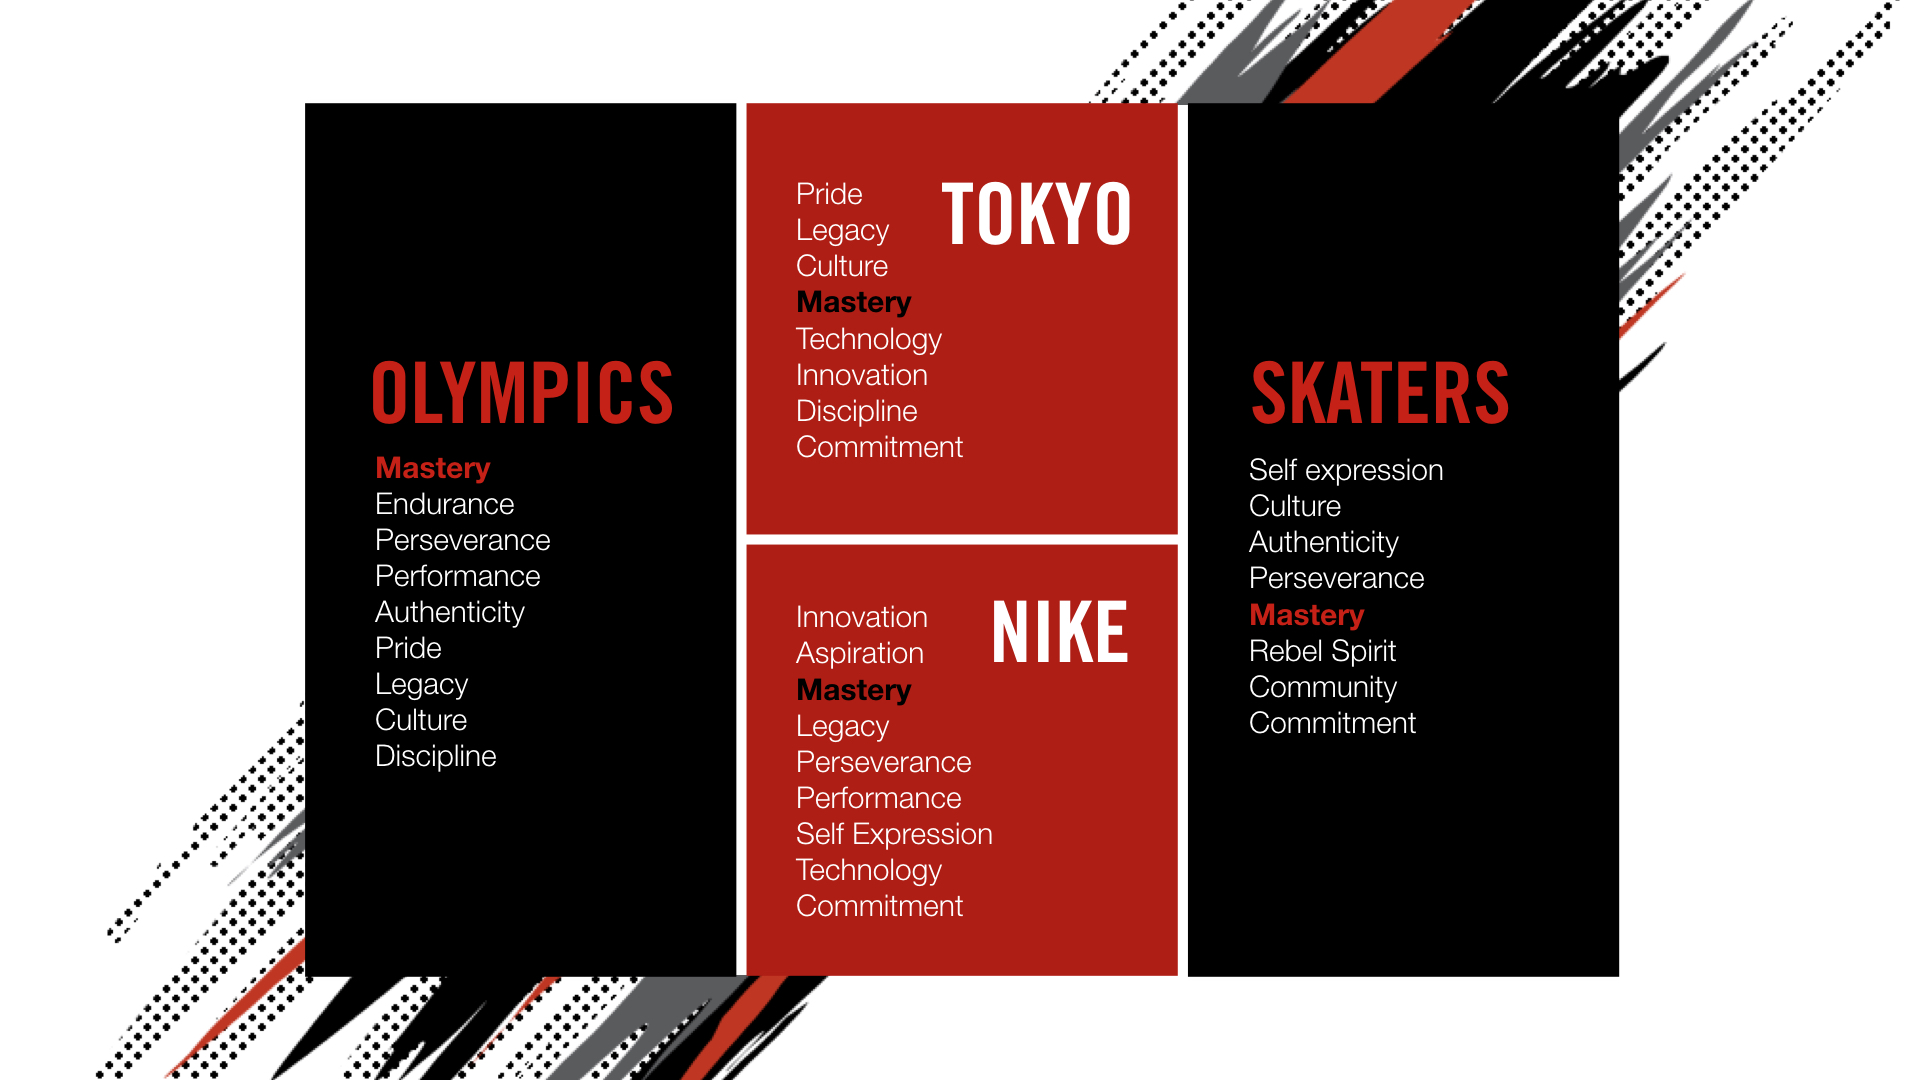 OLYMPICS
Mastery
Endurance
Perseverance
Performance
Authenticity
Pride
Legacy
Culture
Discipline
TOKYO
Pride
Legacy
Culture
Mastery
Technology
Innovation
Discipline
Commitment
NIKE
Innovation
Aspiration
Mastery
Legacy
Perseverance
Performance
Self Expression
Technology
Commitment
SKATERS
Self expression
Culture
Authenticity
Perseverance
Mastery
Rebel Spirit
Community
Commitment